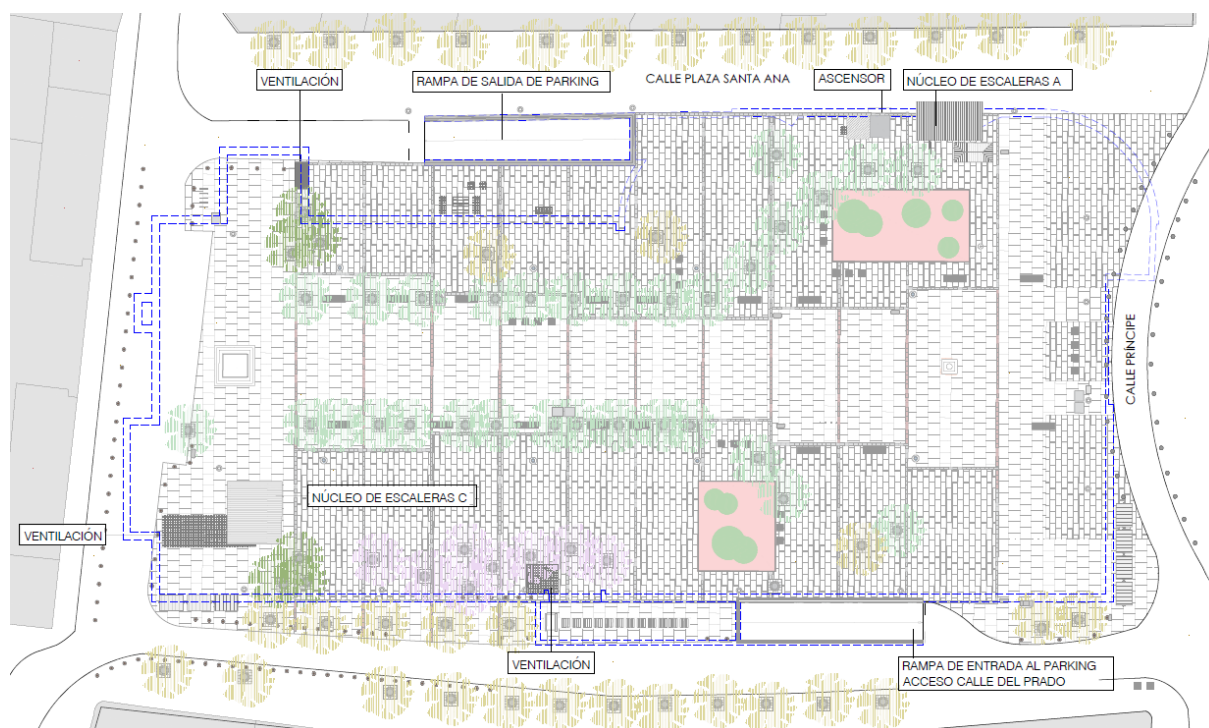 CALLE PLAZA SANTA ANA
VENTILACIÓN
RAMPA DE SALIDA DE PARKING
ASCENSOR
NÚCLEO DE ESCALERAS A
CALLE PRÍNCIPE
NÚCLEO DE ESCALERAS C
VENTILACIÓN
VENTILACIÓN
RAMPA DE ENTRADA AL PARKING
ACCESO CALLE DEL PRADO